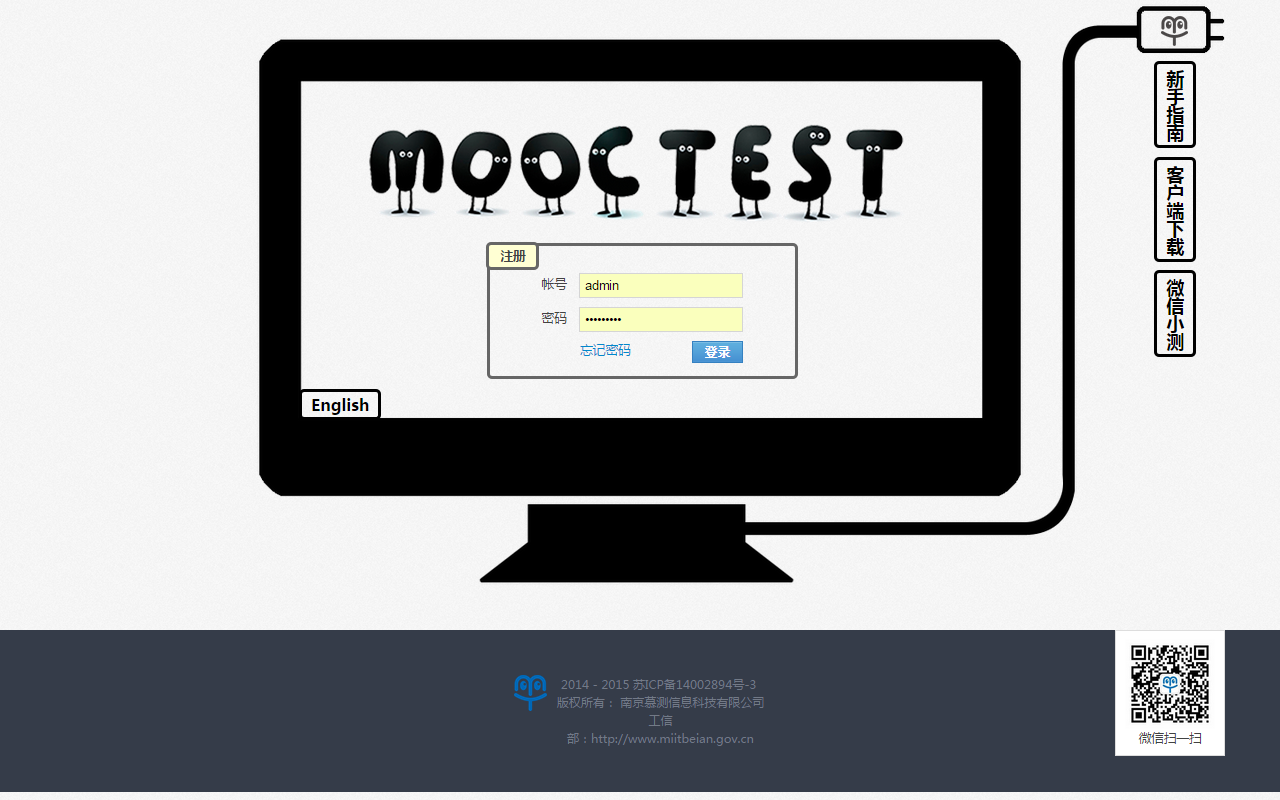 新手指南
客户端下载
微信小测
MOOCTEST
注册
帐号 admin
密码 •••••••••
忘记密码 登录
English
2014 - 2015 苏ICP备14002894号-3
版权所有： 南京慕测信息科技有限公司
工信
部：http://www.miitbeian.gov.cn
微信扫一扫